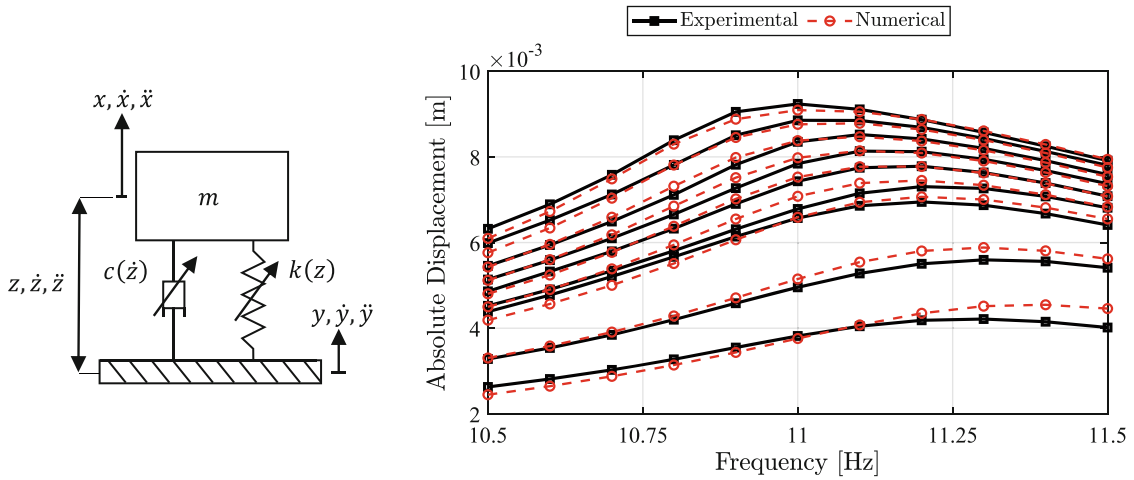 x, ẋ, ẍ
m
z, ż, z̈
c(ż)
k(z)
y, ẏ, ÿ
Experimental
Numerical
×10⁻³
10
8
6
4
2
Absolute Displacement [m]
10.5
10.75
11
11.25
11.5
Frequency [Hz]